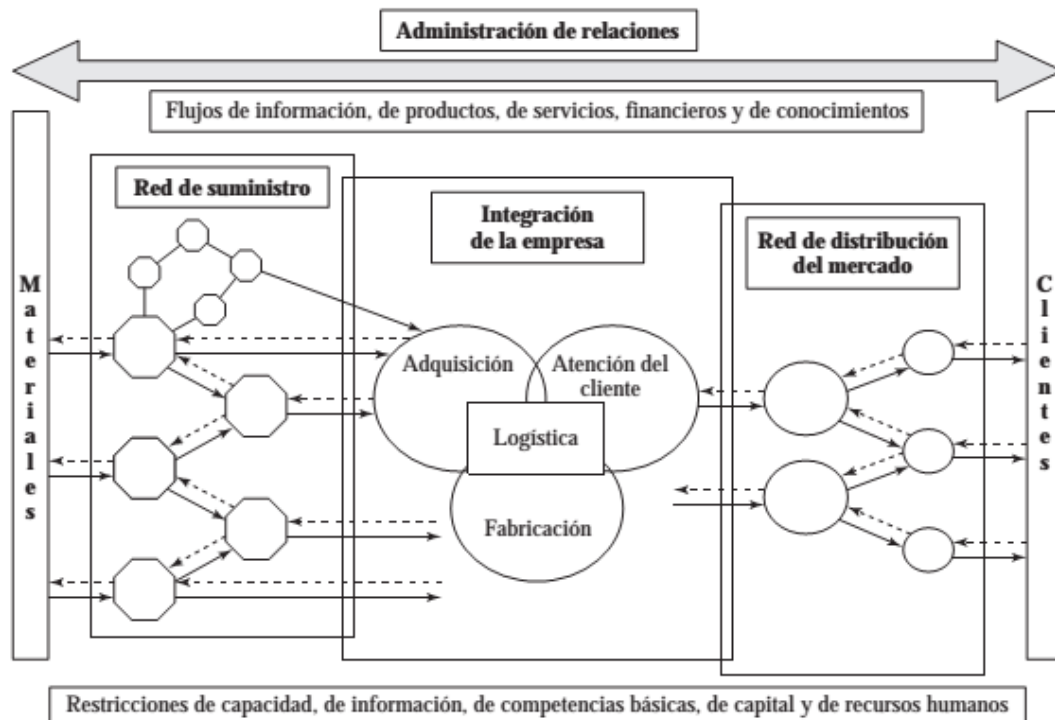 Administración de relaciones
Flujos de información, de productos, de servicios, financieros y de conocimientos
Red de suministro
Integración
de la empresa
Red de distribución
del mercado
Materiales
Clientes
Adquisición
Atención del
cliente
Logística
Fabricación
Restricciones de capacidad, de información, de competencias básicas, de capital y de recursos humanos